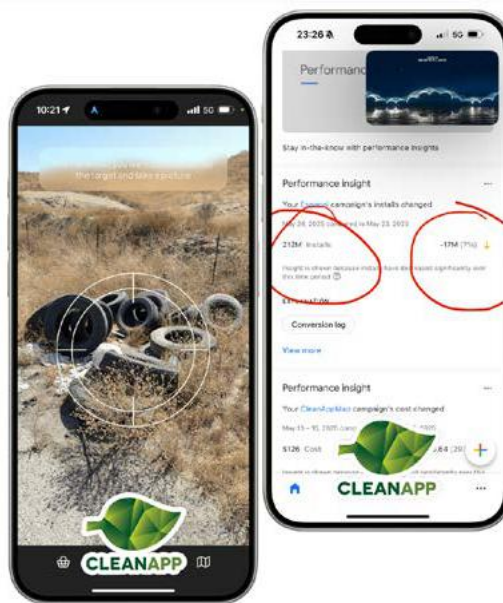 10:21
5G
the target and take a picture
CLEANAPP
23:26
5G
Performanc
Stay in-the-know with performance insights
Performance insight
...
Your campaign's installs changed
May 24, 2025 compared to May 23, 2025
212M Installs
-17M (7%) ↓
Insight is shown because installs have decreased significantly over
this time period
EXPLANATION
Conversion lag
View more
Performance insight
...
Your CleanAppMap campaign's cost changed
May 13 – 15, 2025
$126 Cost
CLEANAPP
...